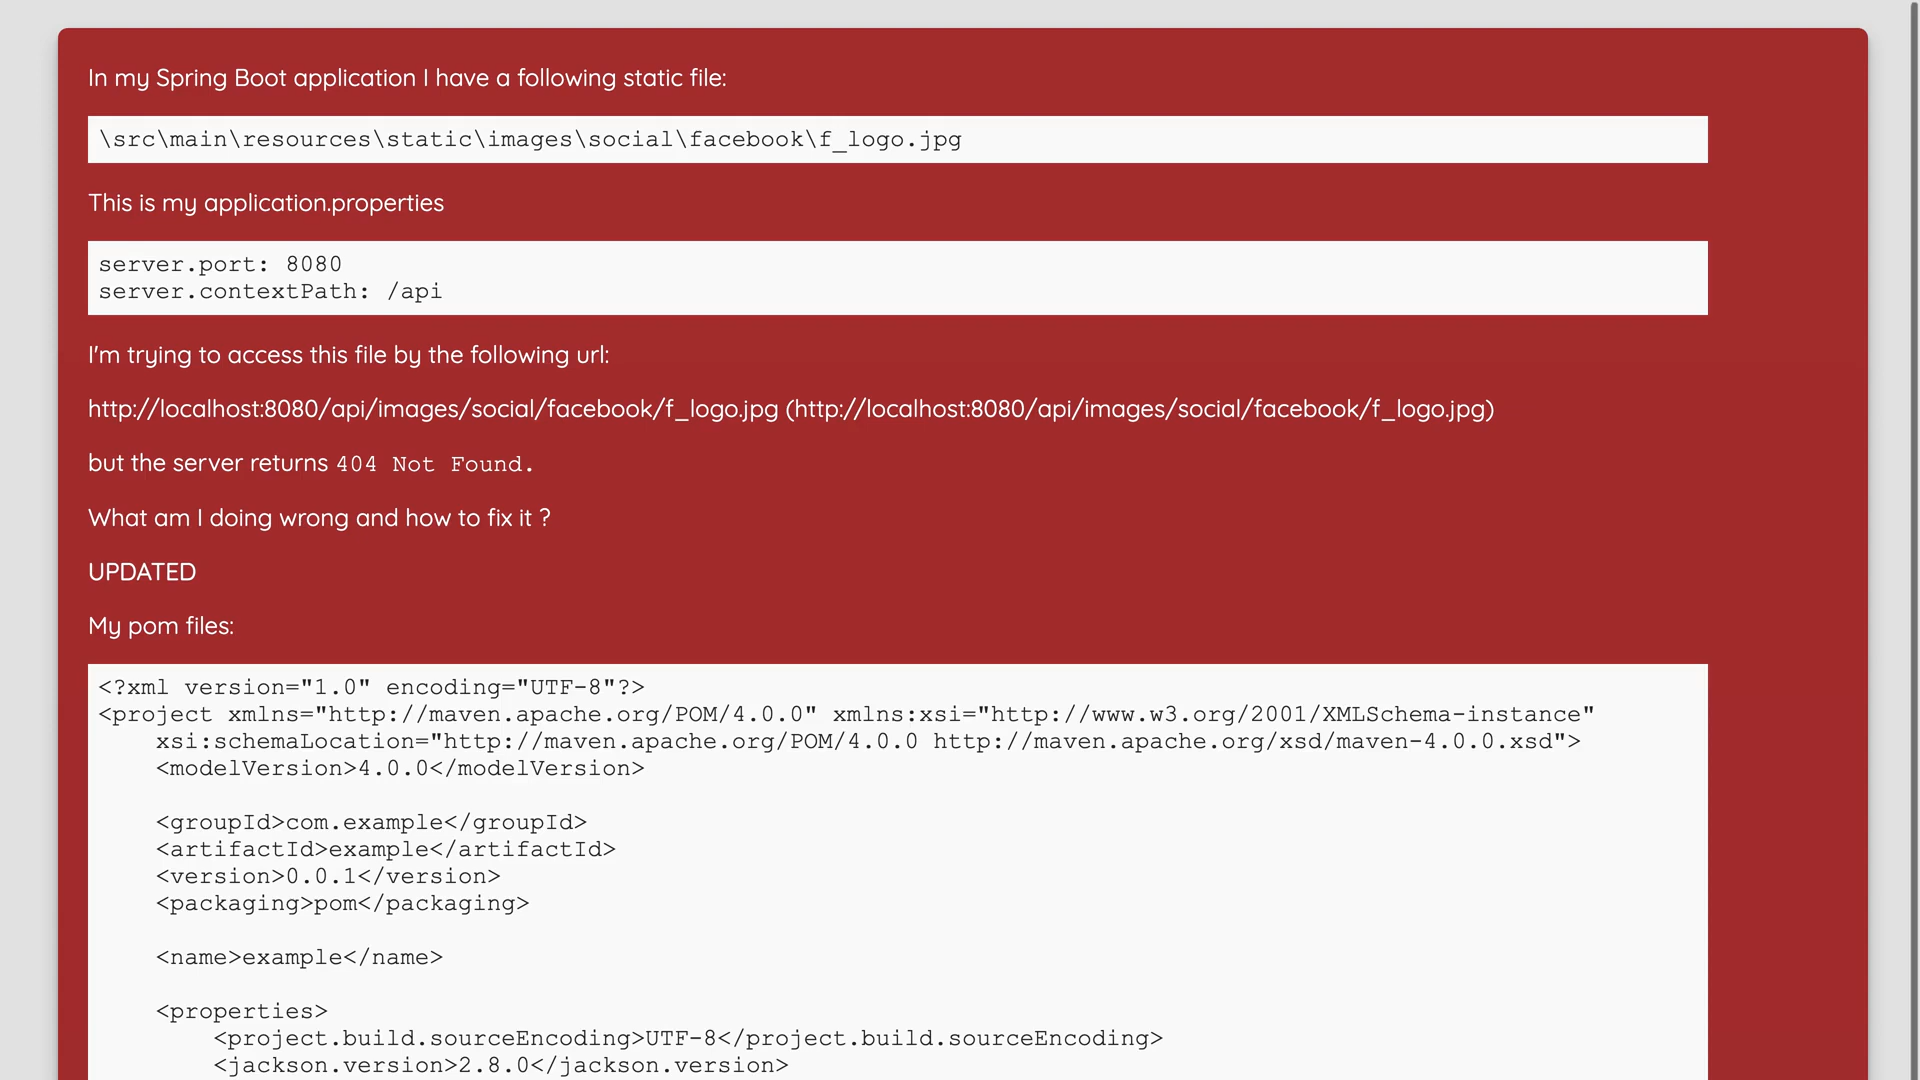 In my Spring Boot application I have a following static file:
\src\main\resources\static\images\social\facebook\f_logo.jpg
This is my application.properties
server.port: 8080
server.contextPath: /api
I'm trying to access this file by the following url:
http://localhost:8080/api/images/social/facebook/f_logo.jpg (http://localhost:8080/api/images/social/facebook/f_logo.jpg)
but the server returns 404 Not Found.
What am I doing wrong and how to fix it ?
UPDATED
My pom files:
<?xml version="1.0" encoding="UTF-8"?>
<project xmlns="http://maven.apache.org/POM/4.0.0" xmlns:xsi="http://www.w3.org/2001/XMLSchema-instance"
    xsi:schemaLocation="http://maven.apache.org/POM/4.0.0 http://maven.apache.org/xsd/maven-4.0.0.xsd">
    <modelVersion>4.0.0</modelVersion>
    <groupId>com.example</groupId>
    <artifactId>example</artifactId>
    <version>0.0.1</version>
    <packaging>pom</packaging>
    <name>example</name>
    <properties>
        <project.build.sourceEncoding>UTF-8</project.build.sourceEncoding>
        <jackson.version>2.8.0</jackson.version>